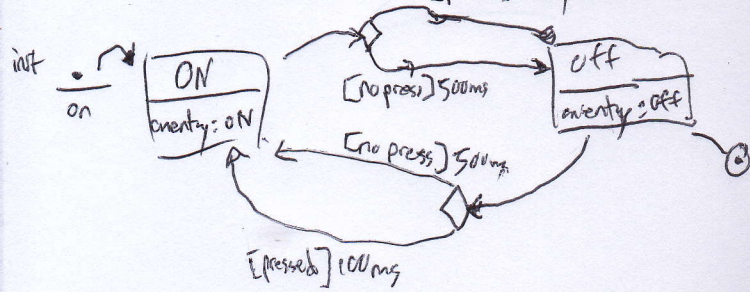 init
on
ON
onentry: ON
[no press] 500ms
off
onentry: off
[no press] 500ms
[pressed] 100ms